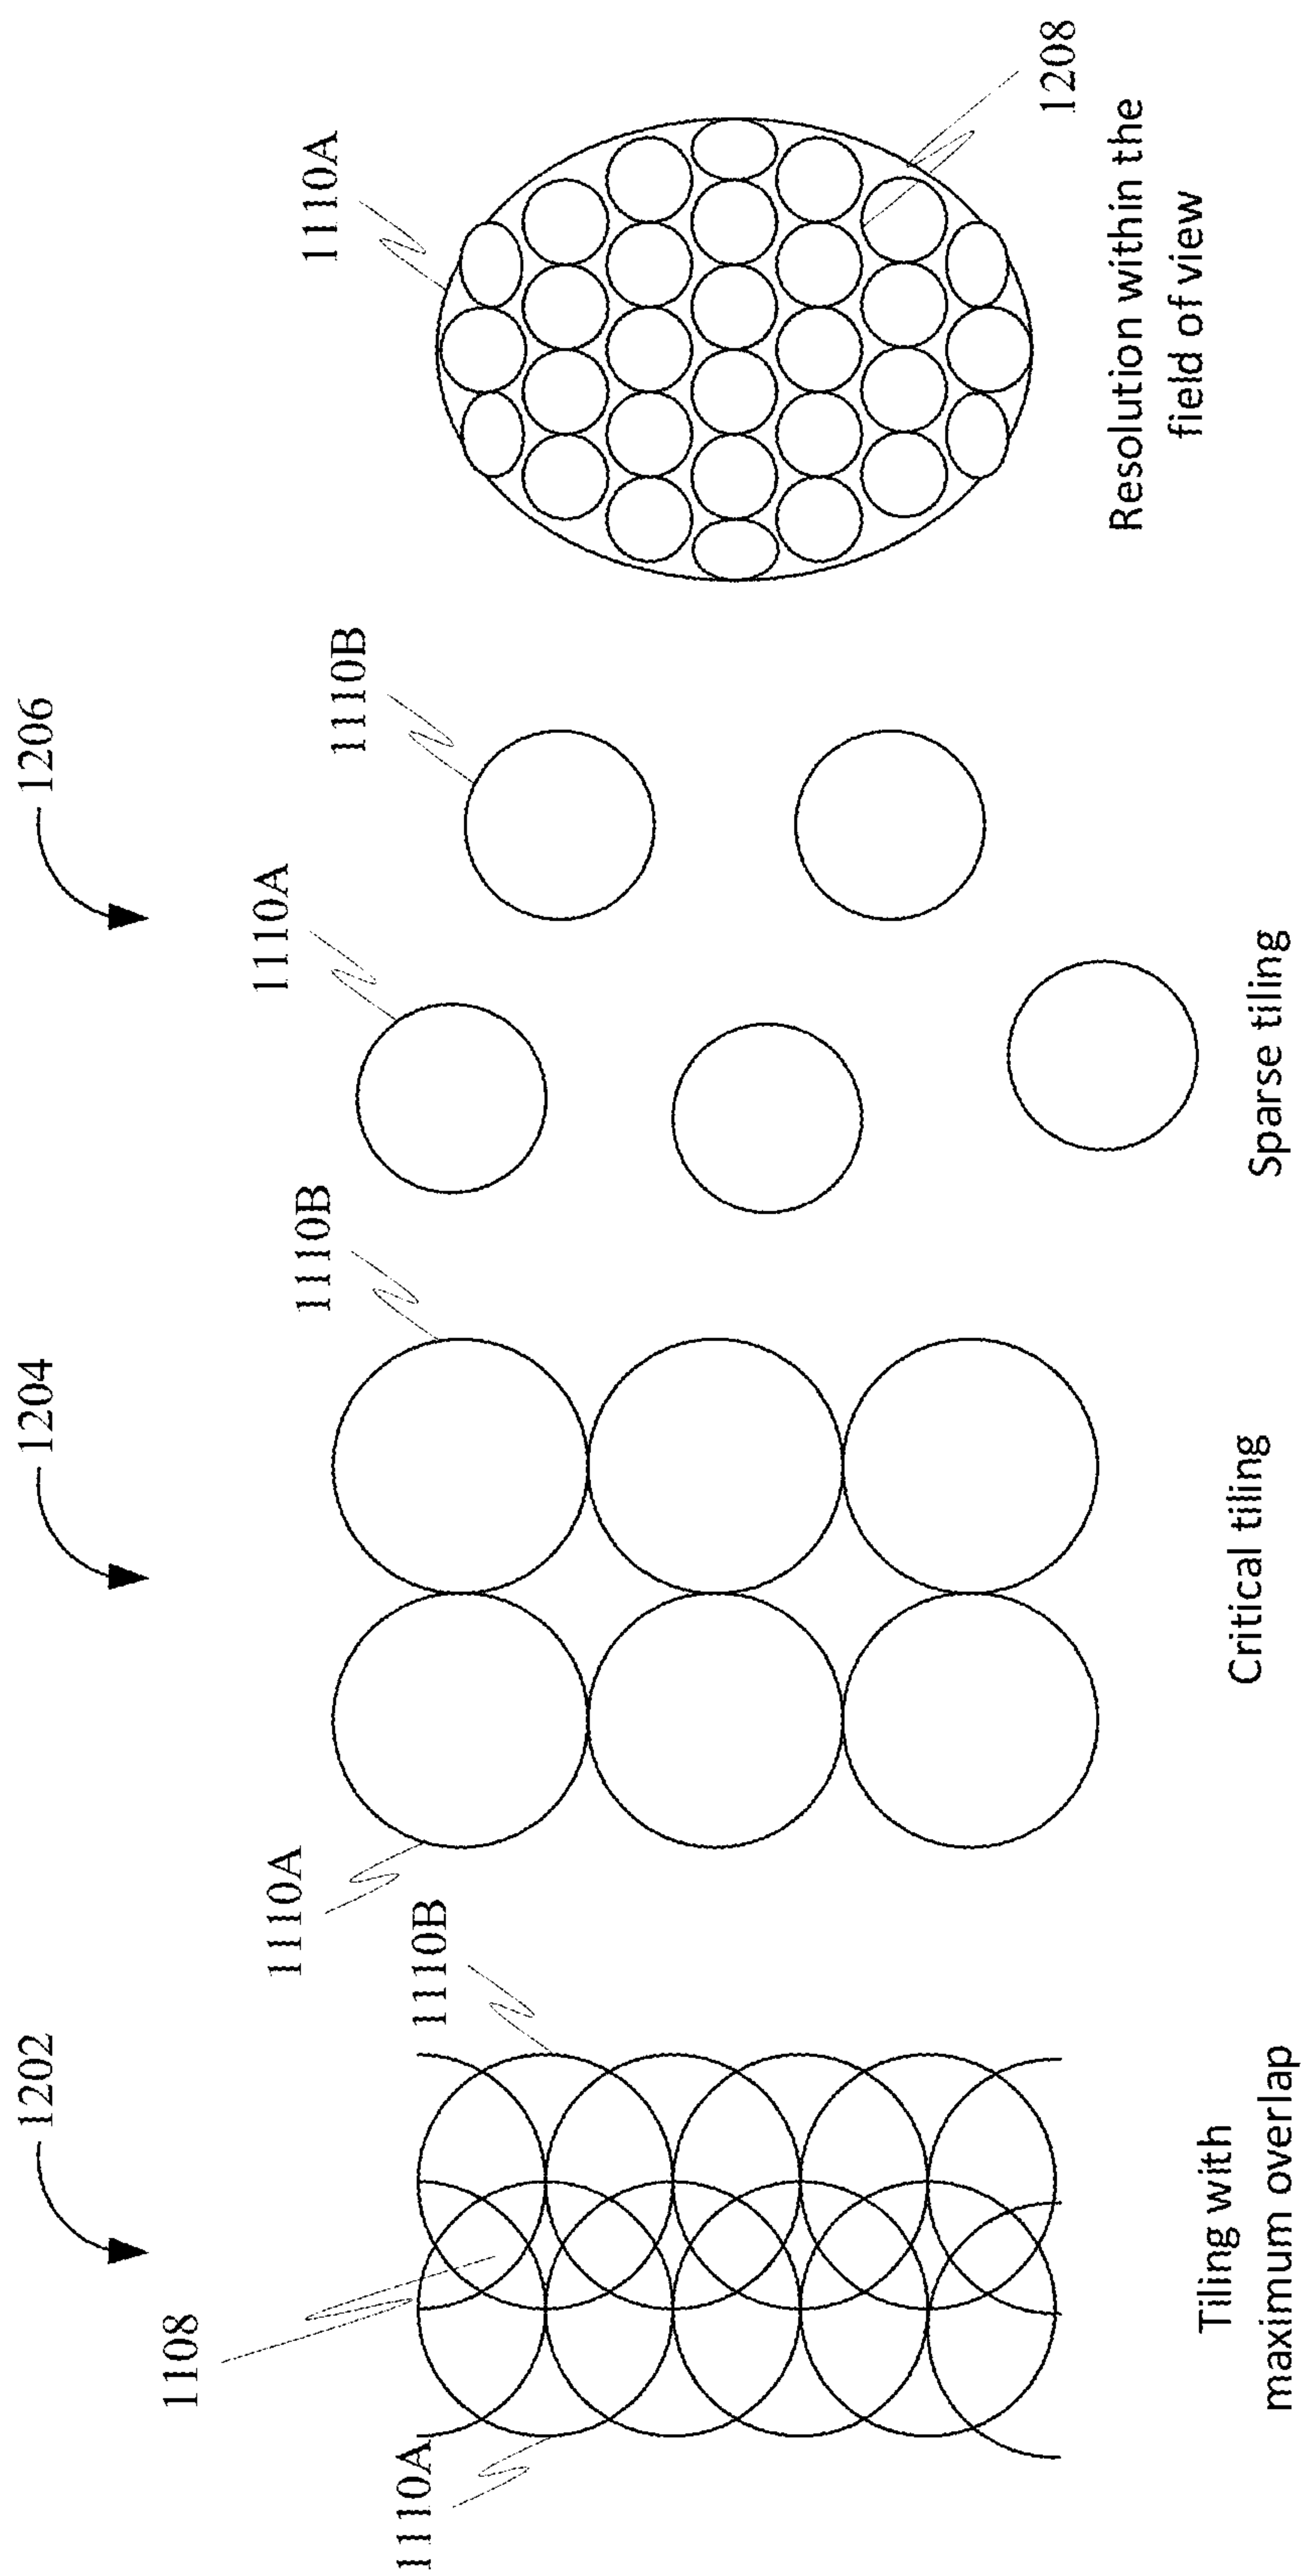 1202
1204
1206
1108
1110A
1110B
1110A
1110B
1110A
1110B
1110A
1208
Tiling with
maximum overlap
Critical tiling
Sparse tiling
Resolution within the
field of view